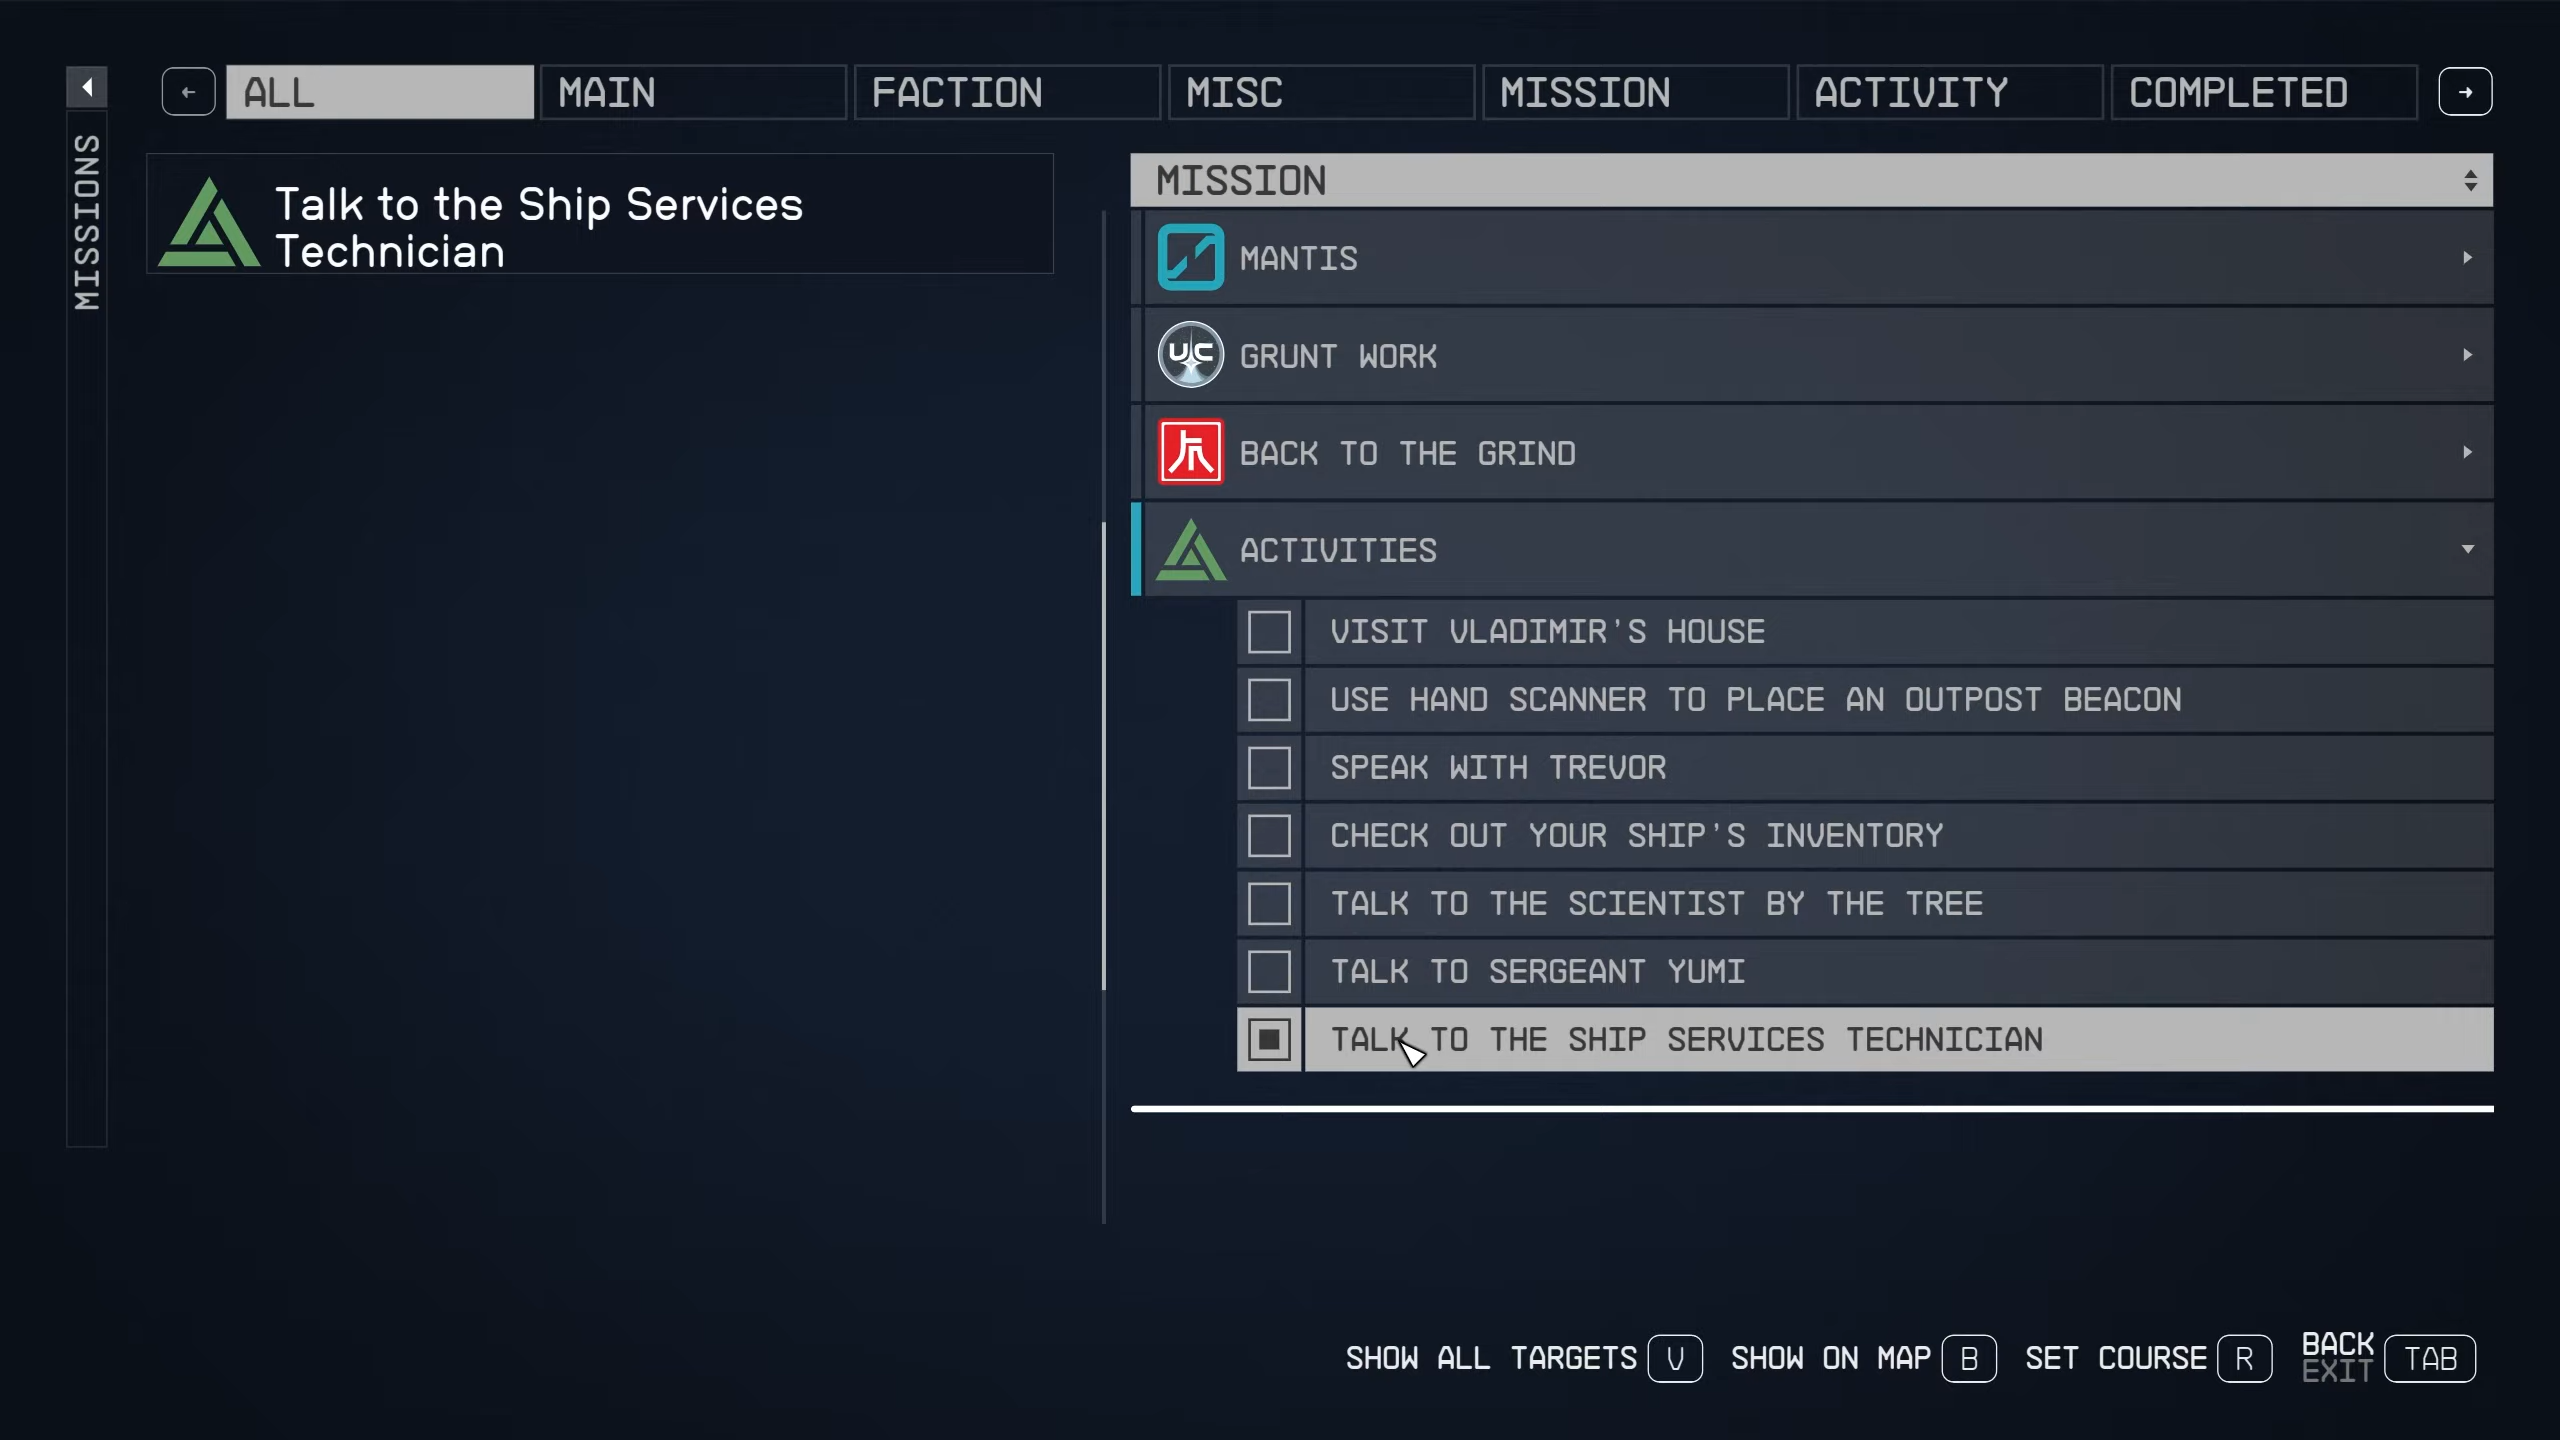 ALL
MAIN
FACTION
MISC
MISSION
ACTIVITY
COMPLETED
MISSIONS
Talk to the Ship Services
Technician
MISSION
MANTIS
UC
GRUNT WORK
BACK TO THE GRIND
ACTIVITIES
VISIT VLADIMIR'S HOUSE
USE HAND SCANNER TO PLACE AN OUTPOST BEACON
SPEAK WITH TREVOR
CHECK OUT YOUR SHIP'S INVENTORY
TALK TO THE SCIENTIST BY THE TREE
TALK TO SERGEANT YUMI
TALK TO THE SHIP SERVICES TECHNICIAN
SHOW ALL TARGETS V
SHOW ON MAP B
SET COURSE R
BACK
EXIT
TAB